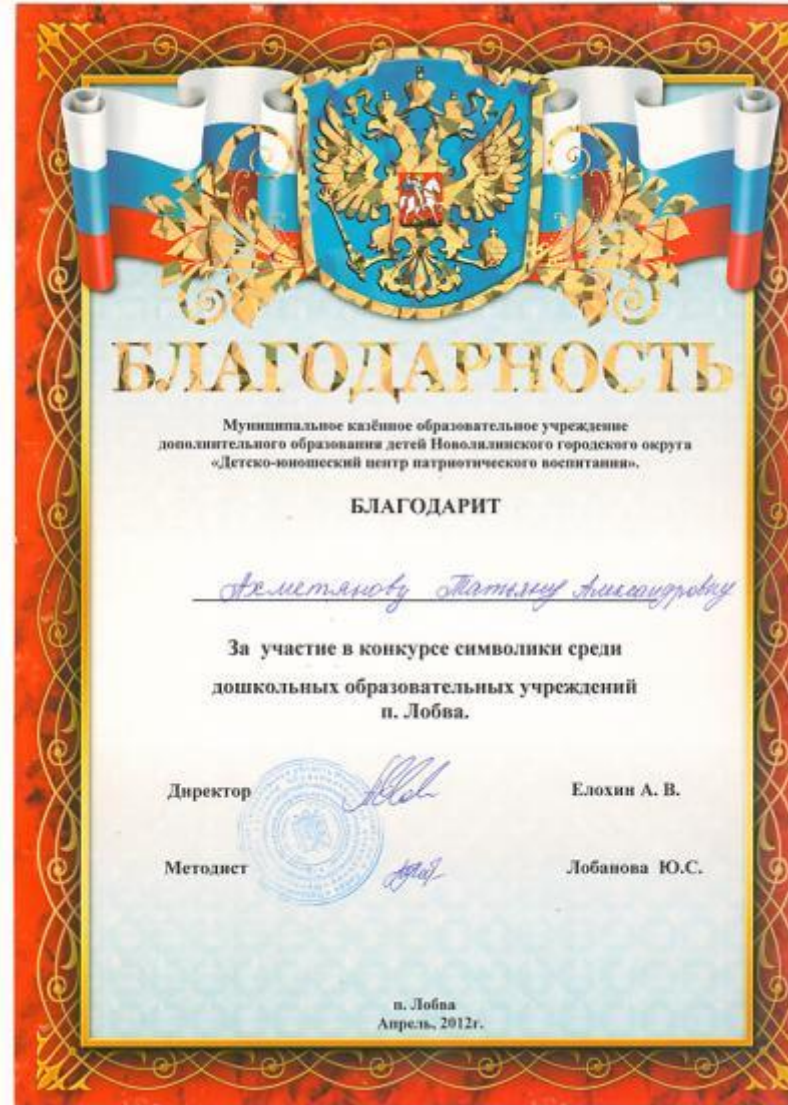 БЛАГОДАРНОСТЬ
Муниципальное казённое образовательное учреждение
дополнительного образования детей Новолялинского городского округа
«Детско-юношеский центр патриотического воспитания».
БЛАГОДАРИТ
Ахметянову Татьяну Александровну
За участие в конкурсе символики среди
дошкольных образовательных учреждений
п. Лобва.
Директор Елохин А. В.
Методист Лобанова Ю.С.
п. Лобва
Апрель, 2012г.